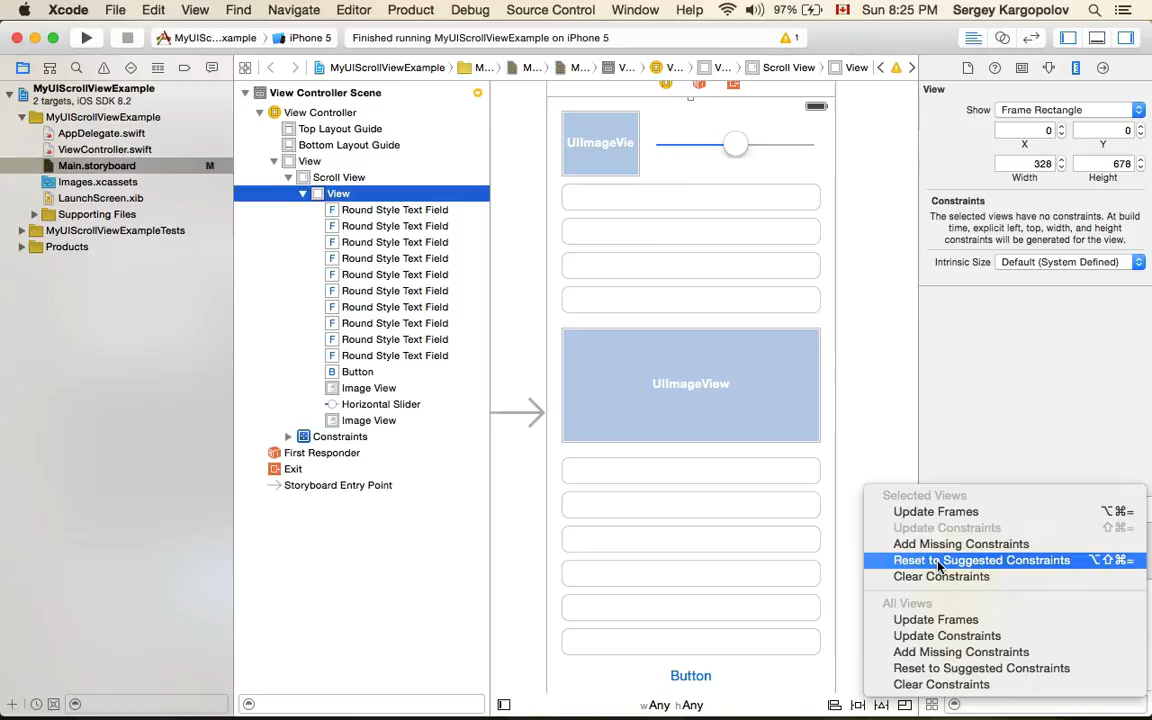 Xcode File Edit View Find Navigate Editor Product Debug Source Control Window Help 97% Sun 8:25 PM Sergey Kargopolov
MyUISc...xample iPhone 5 Finished running MyUIScrollViewExample on iPhone 5 1
MyUIScrollViewExample M... M... M... V... V... V... Scroll View View
MyUIScrollViewExample
2 targets, iOS SDK 8.2
MyUIScrollViewExample
AppDelegate.swift
ViewController.swift
Main.storyboard M
Images.xcassets
LaunchScreen.xib
Supporting Files
MyUIScrollViewExampleTests
Products
View Controller Scene
View Controller
Top Layout Guide
Bottom Layout Guide
View
Scroll View
View
F Round Style Text Field
F Round Style Text Field
F Round Style Text Field
F Round Style Text Field
F Round Style Text Field
F Round Style Text Field
F Round Style Text Field
F Round Style Text Field
F Round Style Text Field
F Round Style Text Field
B Button
Image View
Horizontal Slider
Image View
Constraints
First Responder
Exit
Storyboard Entry Point
UIImageVie
UIImageView
Button
wAny hAny
View
Show Frame Rectangle
0 0
X Y
328 678
Width Height
Constraints
The selected views have no constraints. At build
time, explicit left, top, width, and height
constraints will be generated for the view.
Intrinsic Size Default (System Defined)
Selected Views
Update Frames ⌥⌘=
Update Constraints ⇧⌘=
Add Missing Constraints
Reset to Suggested Constraints ⌥⇧⌘=
Clear Constraints
All Views
Update Frames
Update Constraints
Add Missing Constraints
Reset to Suggested Constraints
Clear Constraints